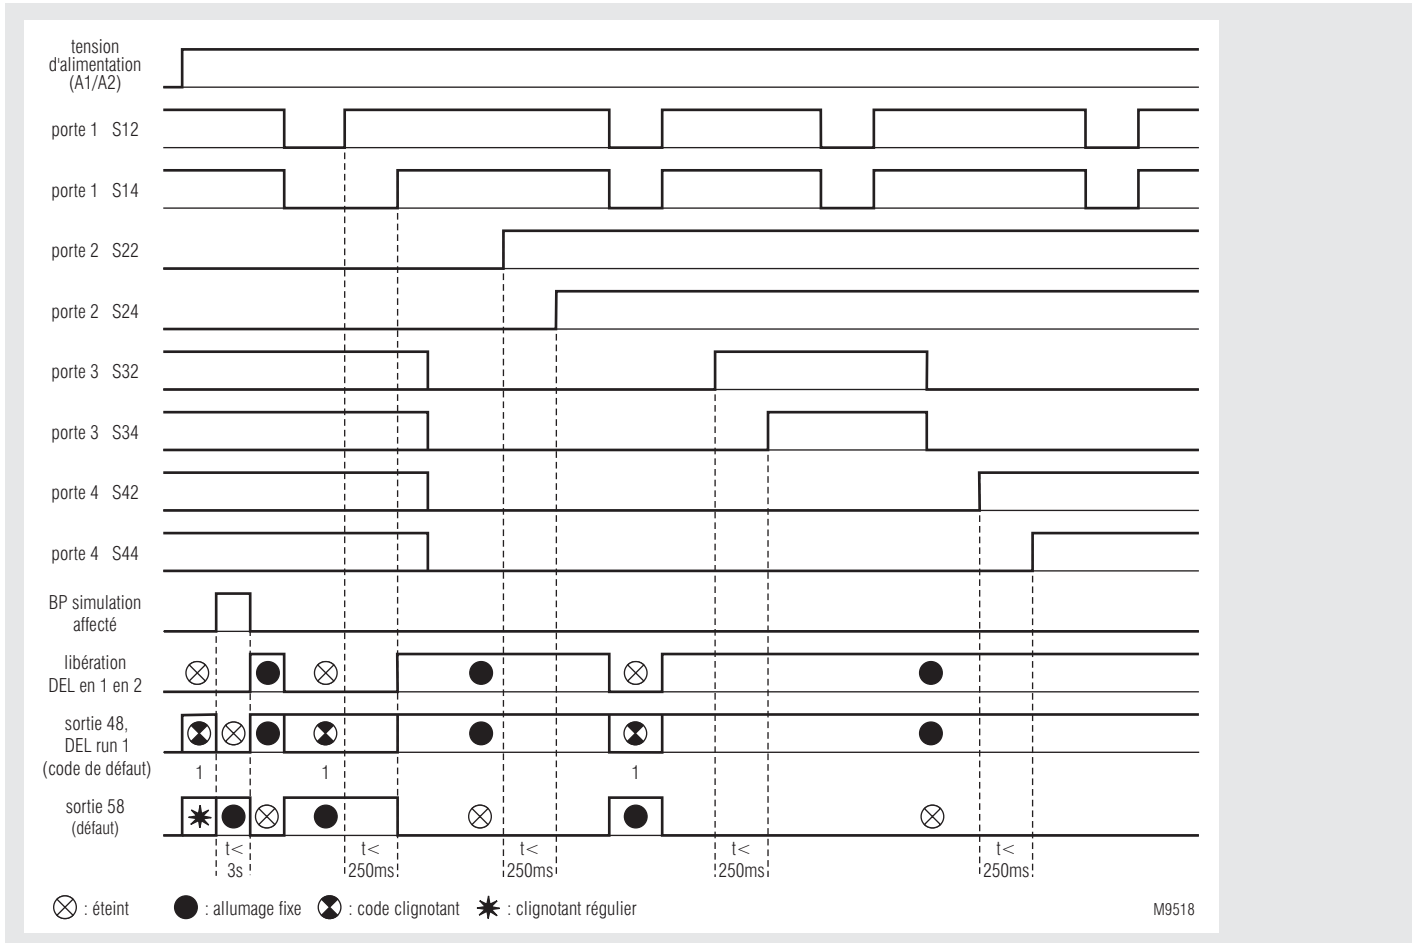 tension
d'alimentation
(A1/A2)
porte 1 S12
porte 1 S14
porte 2 S22
porte 2 S24
porte 3 S32
porte 3 S34
porte 4 S42
porte 4 S44
BP simulation
affecté
libération
DEL en 1 en 2
sortie 48,
DEL run 1
(code de défaut)
1 1 1
sortie 58
(défaut)
t< t< t< t< t<
3s 250ms 250ms 250ms 250ms
: éteint : allumage fixe : code clignotant : clignotant régulier
M9518